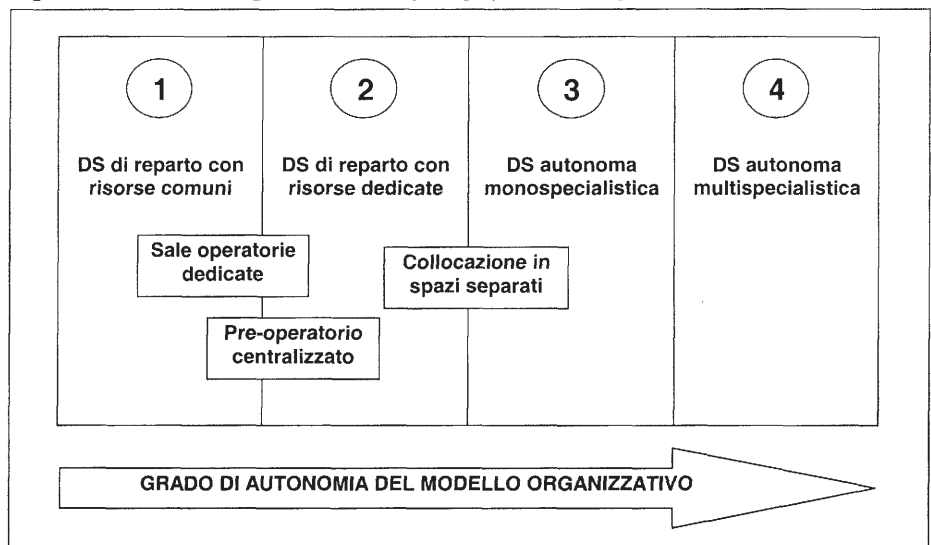 1
2
3
4
DS di reparto con
risorse comuni
DS di reparto con
risorse dedicate
DS autonoma
monospecialistica
DS autonoma
multispecialistica
Sale operatorie
dedicate
Collocazione in
spazi separati
Pre-operatorio
centralizzato
GRADO DI AUTONOMIA DEL MODELLO ORGANIZZATIVO